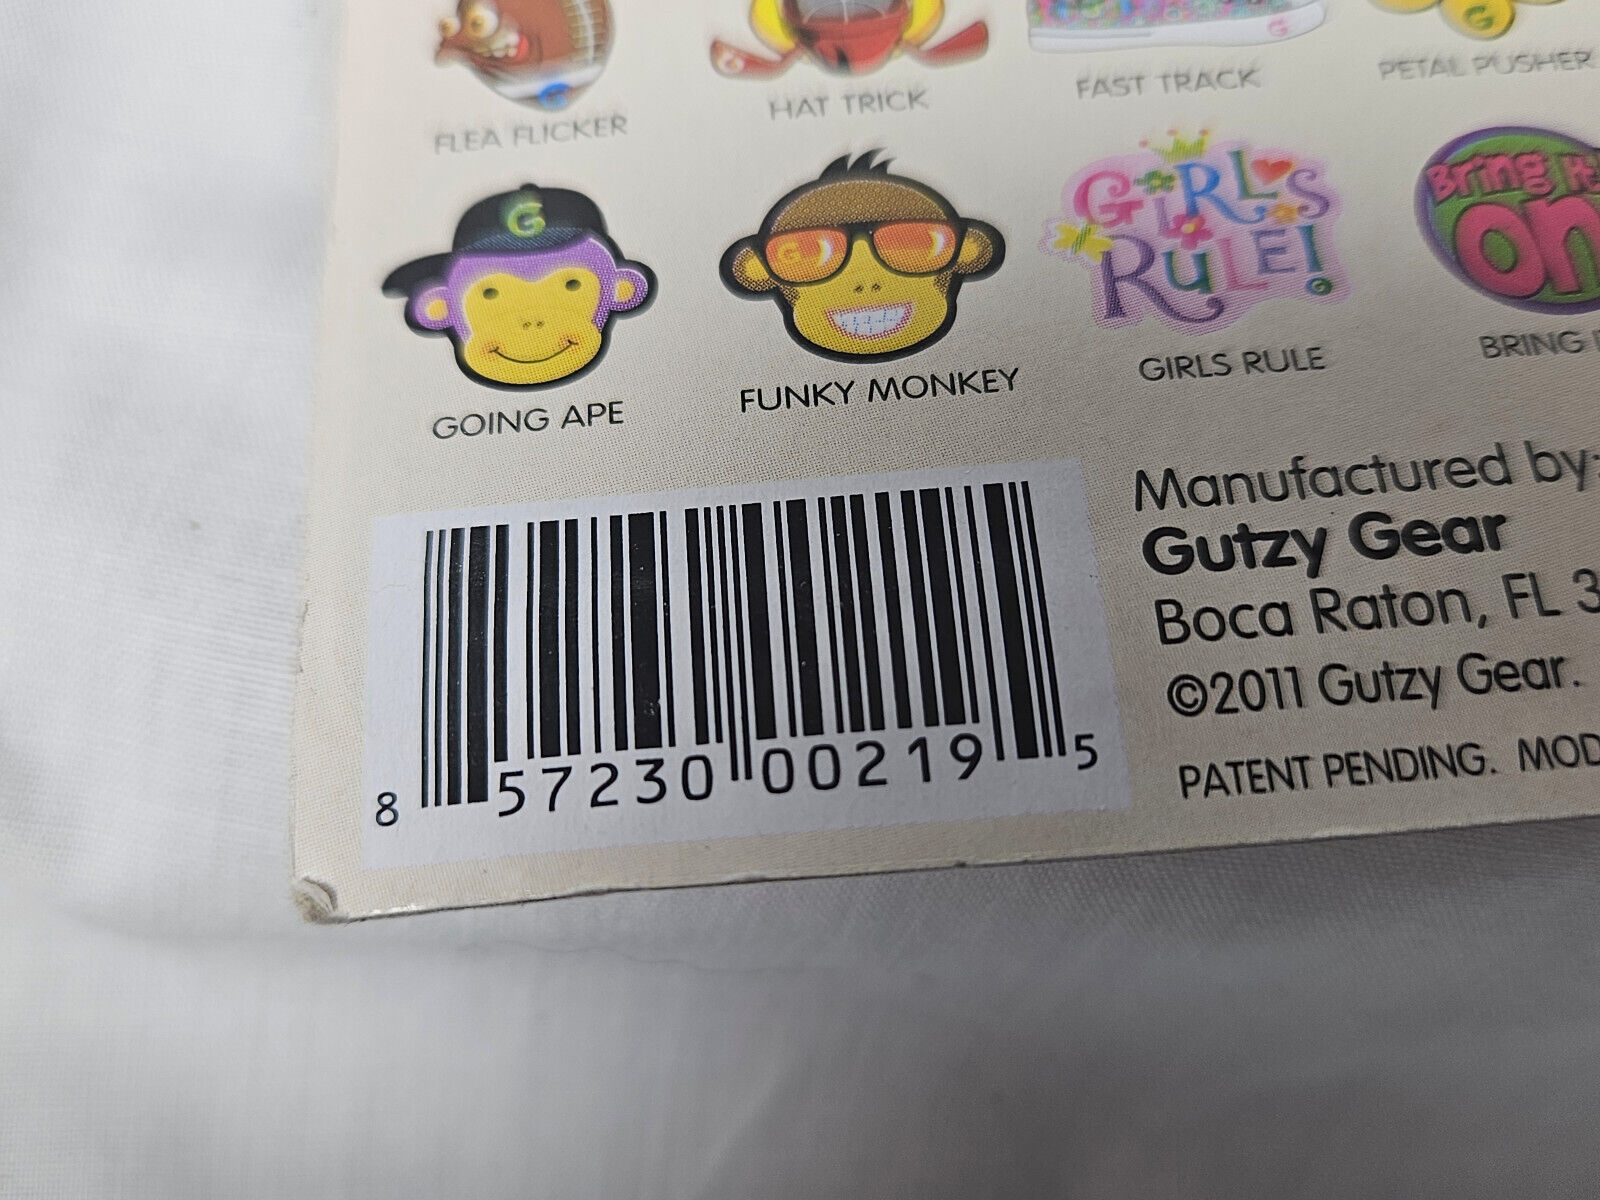 FLEA FLICKER
HAT TRICK
FAST TRACK
PETAL PUSHER
G
G
GIRLS
RULE!
Bring it
on
GOING APE
FUNKY MONKEY
GIRLS RULE
BRING
Manufactured by:
Gutzy Gear
Boca Raton, FL 3
©2011 Gutzy Gear.
PATENT PENDING. MOD
8 57230 00219 5